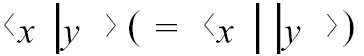 ⟨x |y ⟩( = ⟨x | |y ⟩)